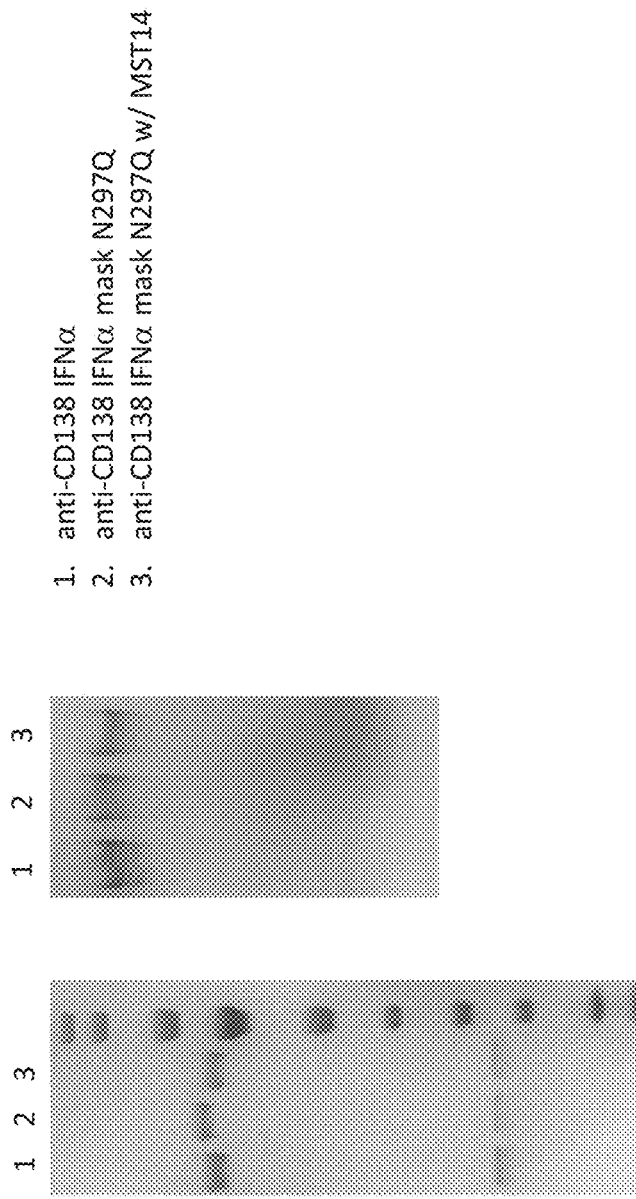 1 2 3
1 2 3
1. anti-CD138 IFNα
2. anti-CD138 IFNα mask N297Q
3. anti-CD138 IFNα mask N297Q w/ MST14